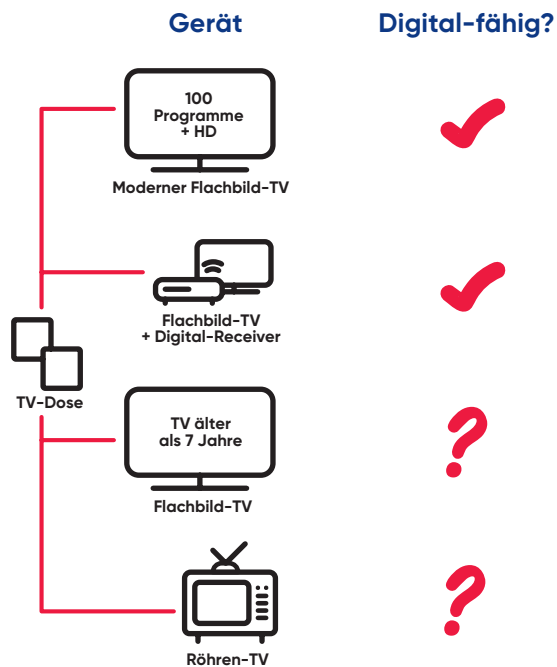 Gerät
Digital-fähig?
100
Programme
+ HD
Moderner Flachbild-TV
Flachbild-TV
+ Digital-Receiver
TV-Dose
TV älter
als 7 Jahre
Flachbild-TV
Röhren-TV